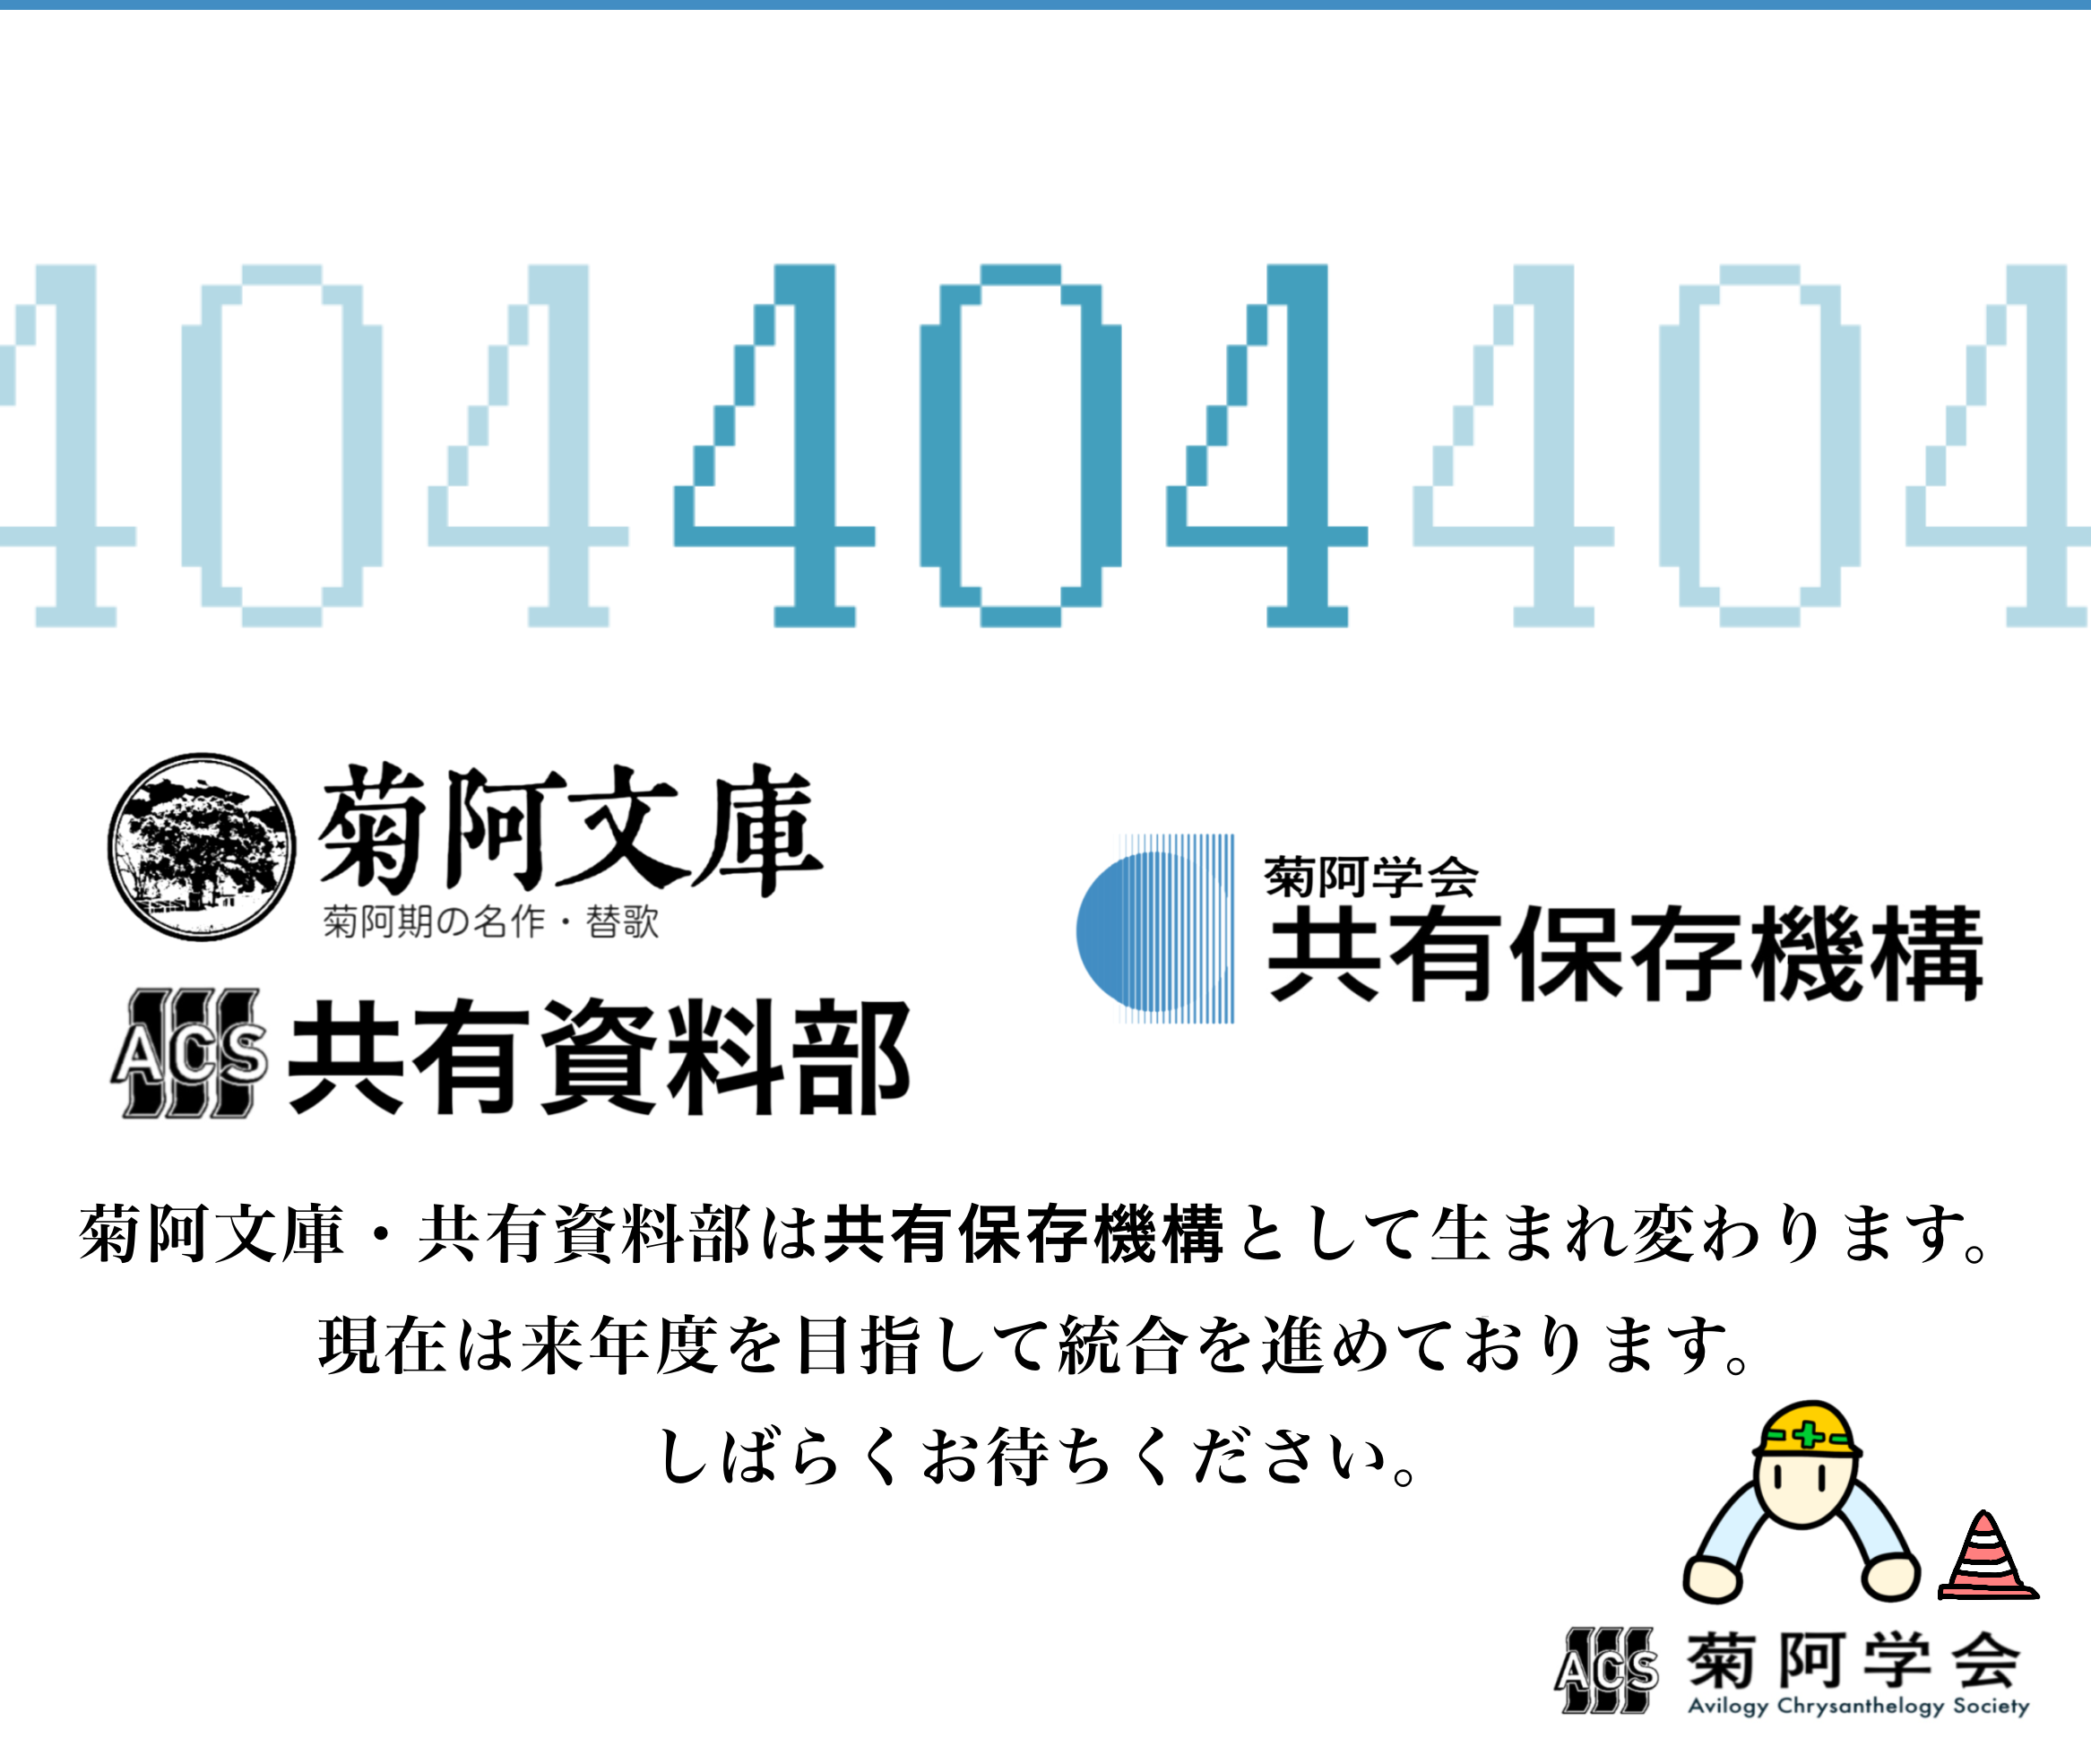 404 404 404
菊阿文庫
菊阿期の名作・替歌
ACS 共有資料部
菊阿学会
共有保存機構
菊阿文庫・共有資料部は共有保存機構として生まれ変わります。
現在は来年度を目指して統合を進めております。
しばらくお待ちください。
ACS 菊阿学会
Avilogy Chrysanthelogy Society